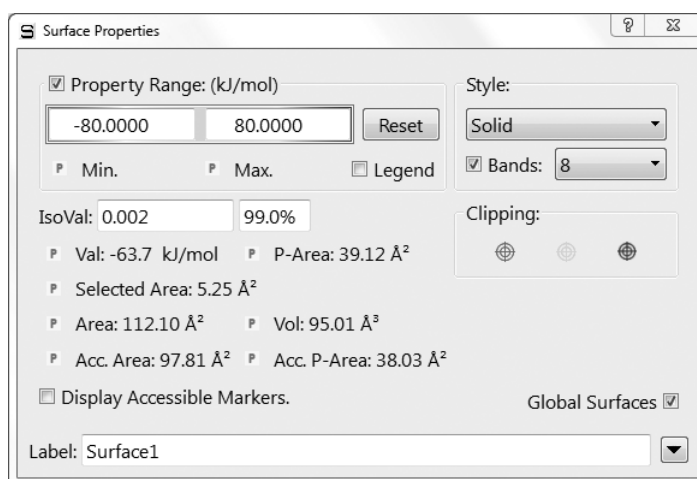 S Surface Properties ?
Property Range: (kJ/mol)
-80.0000 80.0000 Reset
P Min. P Max. Legend
Style:
Solid
Bands: 8
IsoVal: 0.002 99.0%
Clipping:
P Val: -63.7 kJ/mol P P-Area: 39.12 Å²
P Selected Area: 5.25 Å²
P Area: 112.10 Å² P Vol: 95.01 Å³
P Acc. Area: 97.81 Å² P Acc. P-Area: 38.03 Å²
Display Accessible Markers.
Global Surfaces
Label: Surface1